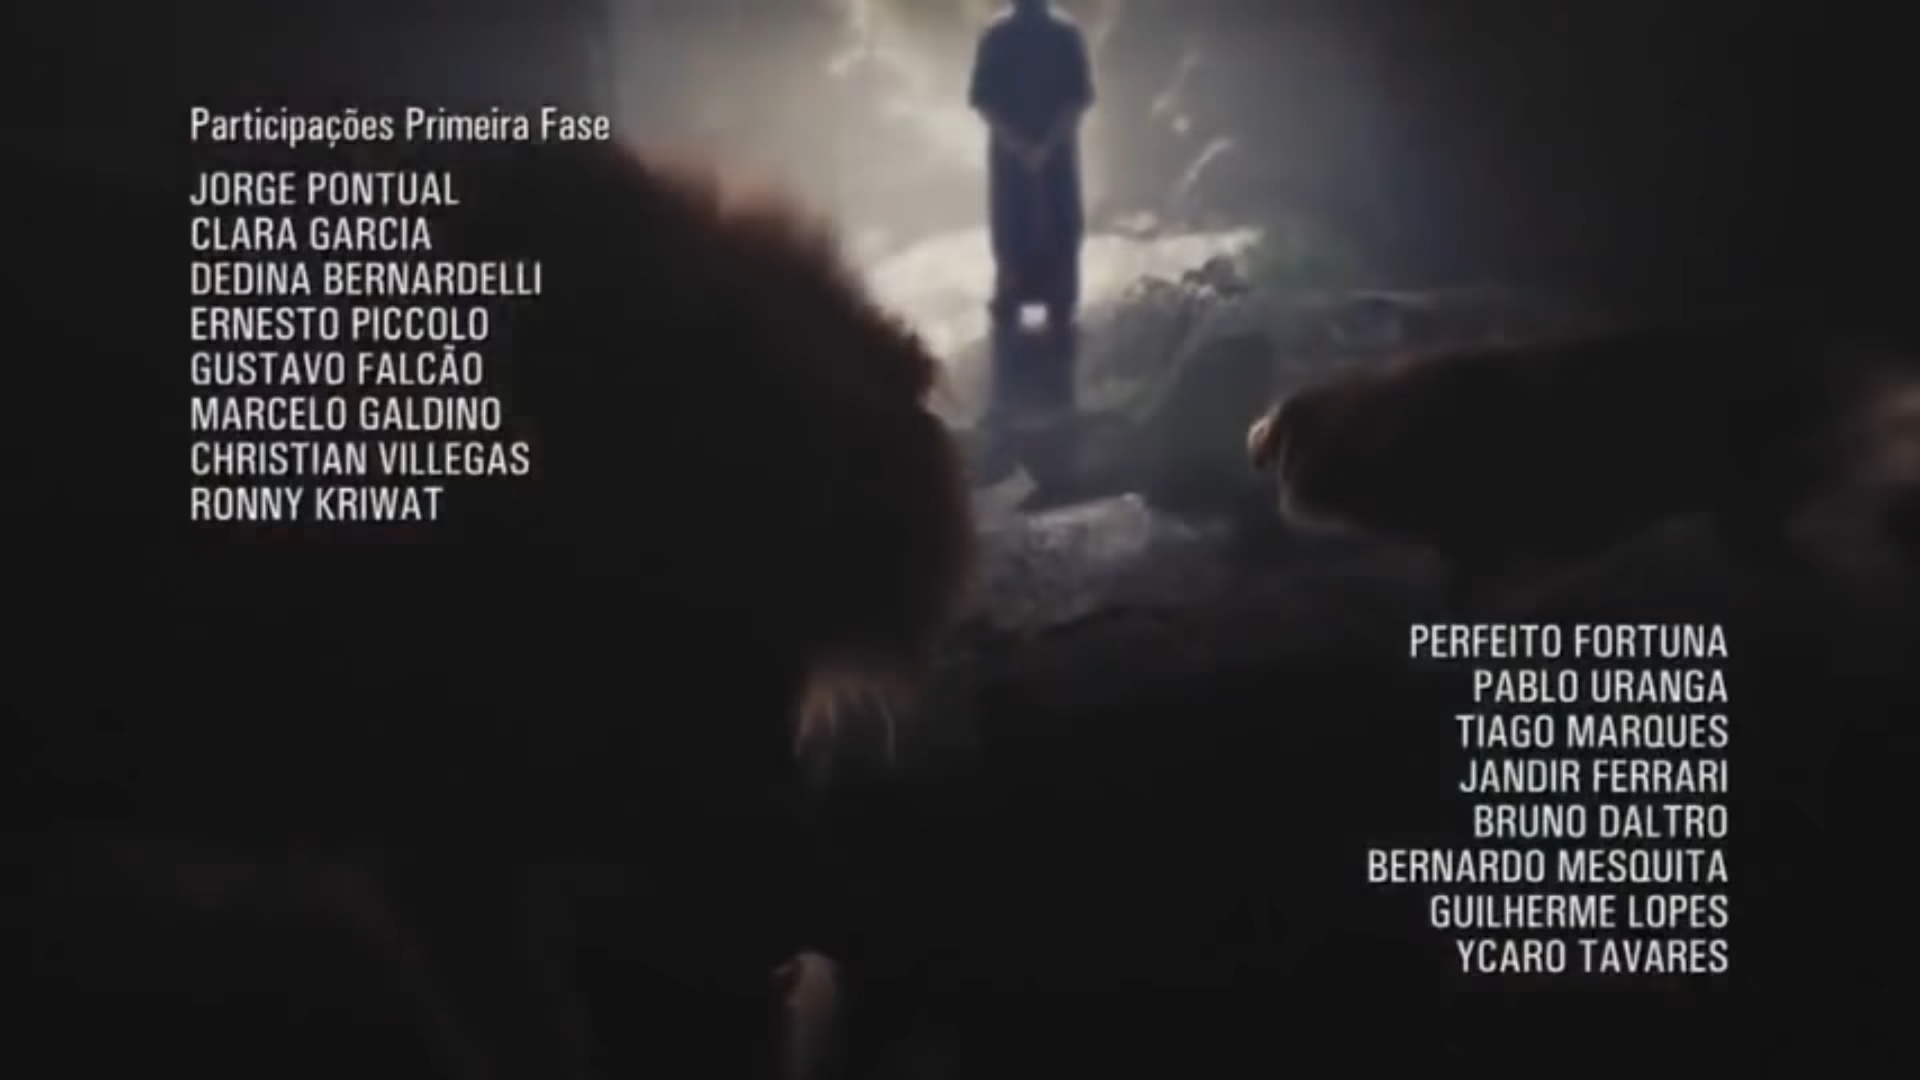 Participações Primeira Fase
JORGE PONTUAL
CLARA GARCIA
DEDINA BERNARDELLI
ERNESTO PICCOLO
GUSTAVO FALCÃO
MARCELO GALDINO
CHRISTIAN VILLEGAS
RONNY KRIWAT
PERFEITO FORTUNA
PABLO URANGA
TIAGO MARQUES
JANDIR FERRARI
BRUNO DALTRO
BERNARDO MESQUITA
GUILHERME LOPES
YCARO TAVARES